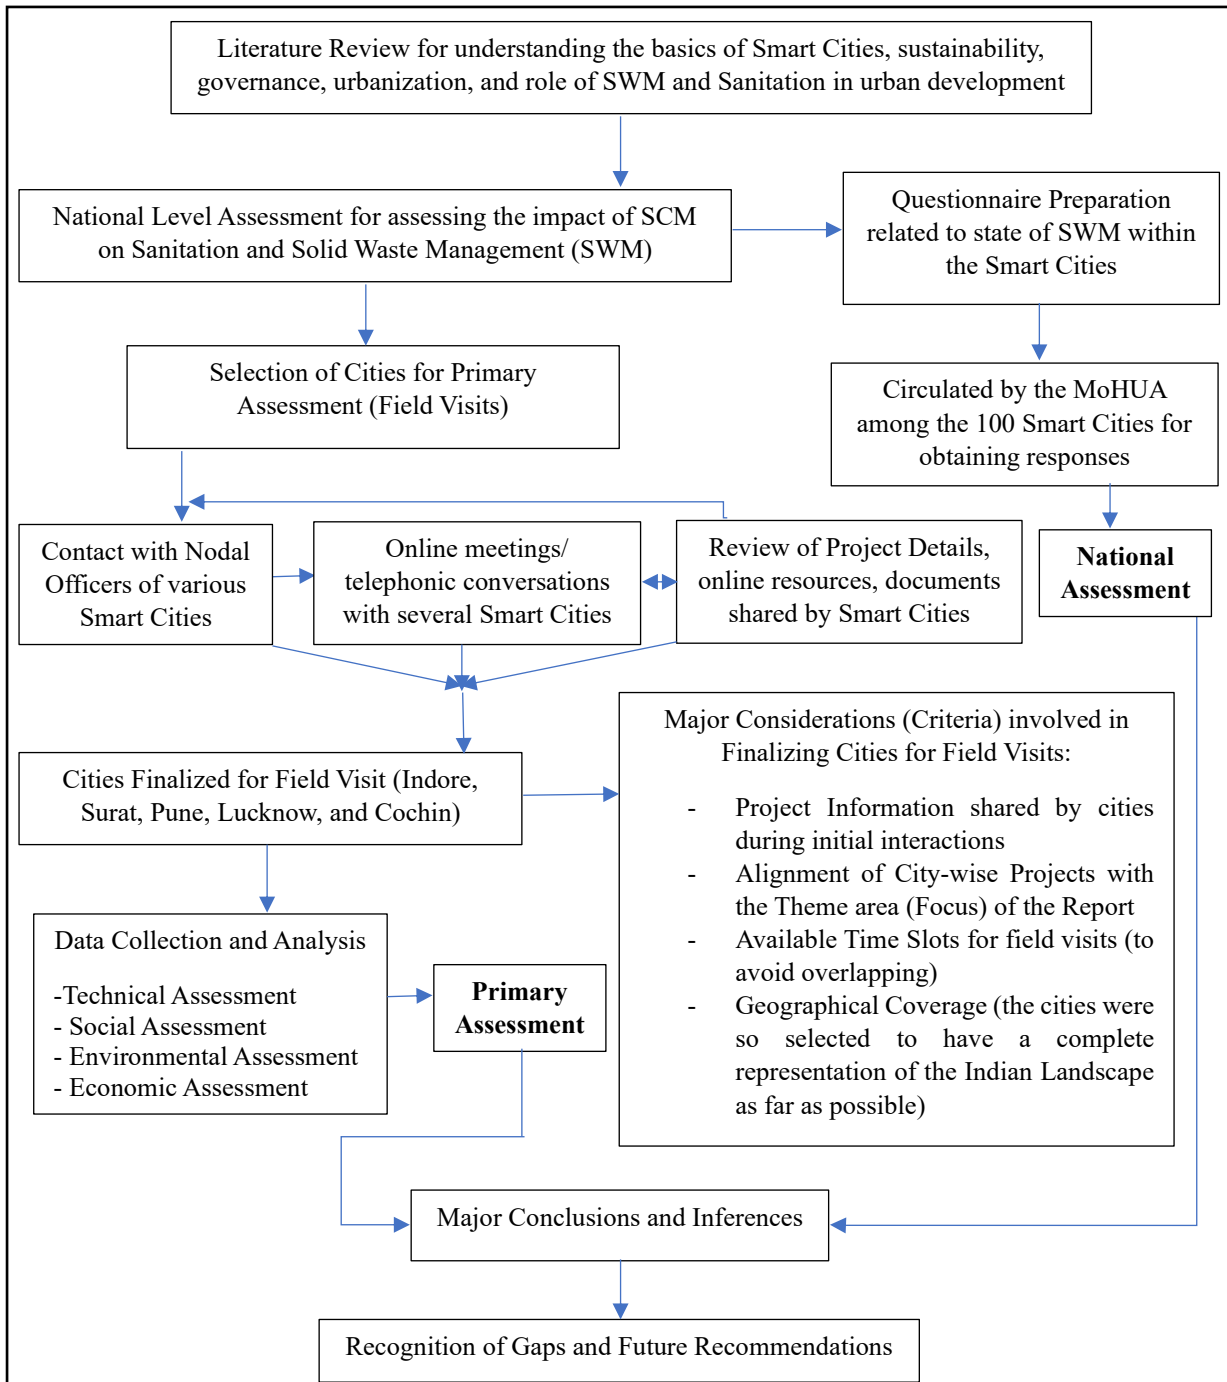 Literature Review for understanding the basics of Smart Cities, sustainability,
governance, urbanization, and role of SWM and Sanitation in urban development
National Level Assessment for assessing the impact of SCM
on Sanitation and Solid Waste Management (SWM)
Questionnaire Preparation
related to state of SWM within
the Smart Cities
Selection of Cities for Primary
Assessment (Field Visits)
Circulated by the MoHUA
among the 100 Smart Cities for
obtaining responses
Contact with Nodal
Officers of various
Smart Cities
Online meetings/
telephonic conversations
with several Smart Cities
Review of Project Details,
online resources, documents
shared by Smart Cities
National
Assessment
Cities Finalized for Field Visit (Indore,
Surat, Pune, Lucknow, and Cochin)
Major Considerations (Criteria) involved in
Finalizing Cities for Field Visits:
- Project Information shared by cities
during initial interactions
- Alignment of City-wise Projects with
the Theme area (Focus) of the Report
- Available Time Slots for field visits (to
avoid overlapping)
- Geographical Coverage (the cities were
so selected to have a complete
representation of the Indian Landscape
as far as possible)
Data Collection and Analysis
-Technical Assessment
- Social Assessment
- Environmental Assessment
- Economic Assessment
Primary
Assessment
Major Conclusions and Inferences
Recognition of Gaps and Future Recommendations